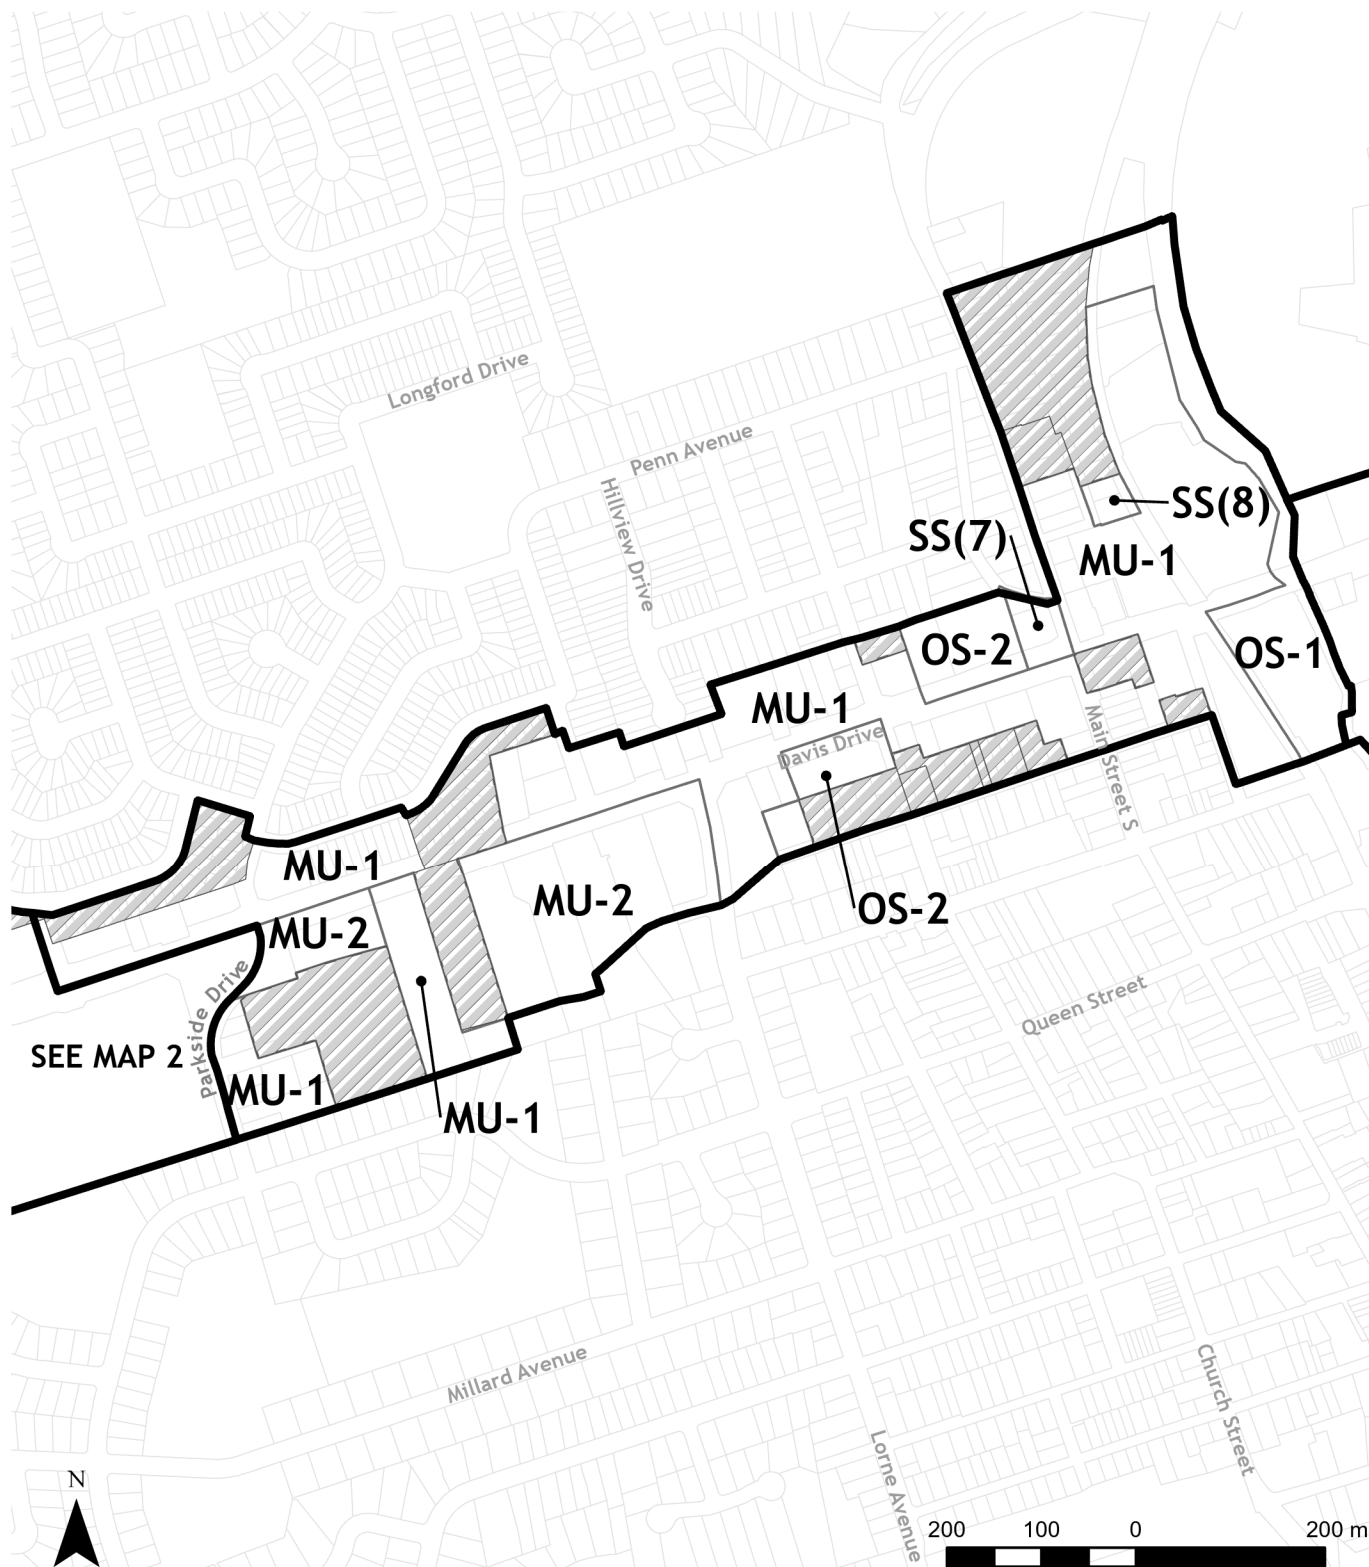 Longford Drive
Penn Avenue
Hillview Drive
SS(8)
SS(7)
MU-1
OS-2
OS-1
MU-1
Main Street S
Davis Drive
MU-1
MU-2
OS-2
MU-2
Parkside Drive
Queen Street
SEE MAP 2
MU-1
MU-1
Millard Avenue
Church Street
Lorne Avenue
N
200 100 0 200 m